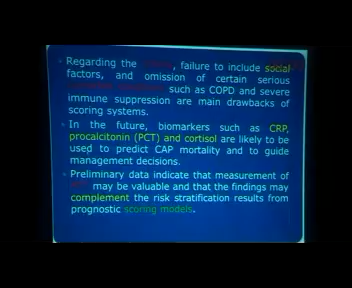 Regarding the , failure to include social
factors, and omission of certain serious
such as COPD and severe
immune suppression are main drawbacks of
scoring systems.
In the future, biomarkers such as CRP,
procalcitonin (PCT) and cortisol are likely to be
used to predict CAP mortality and to guide
management decisions.
Preliminary data indicate that measurement of
may be valuable and that the findings may
complement the risk stratification results from
prognostic scoring models.